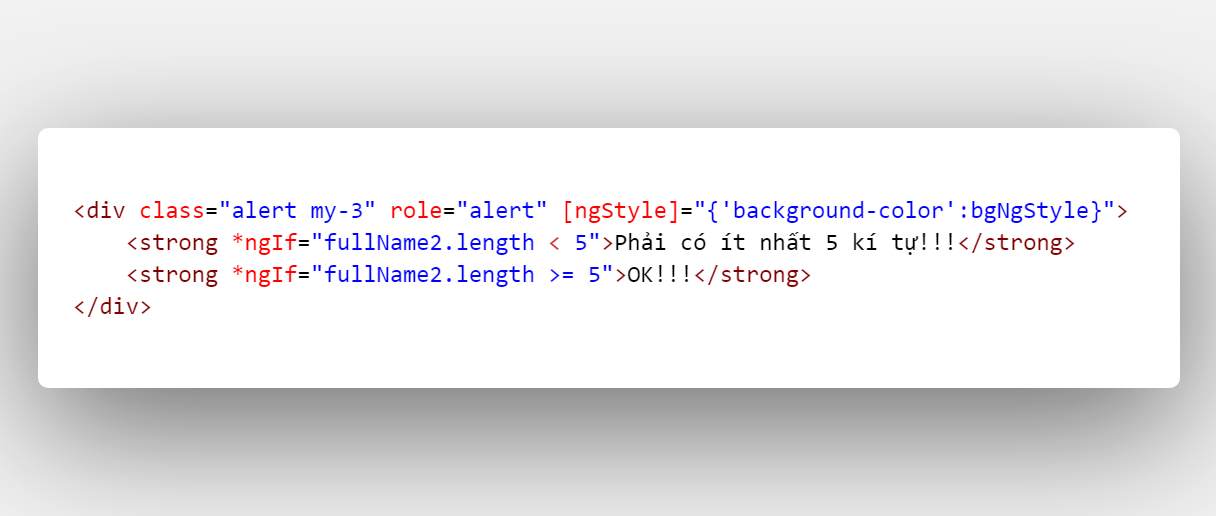 <div class="alert my-3" role="alert" [ngStyle]="{'background-color':bgNgStyle}">
    <strong *ngIf="fullName2.length < 5">Phải có ít nhất 5 kí tự!!!</strong>
    <strong *ngIf="fullName2.length >= 5">OK!!!</strong>
</div>